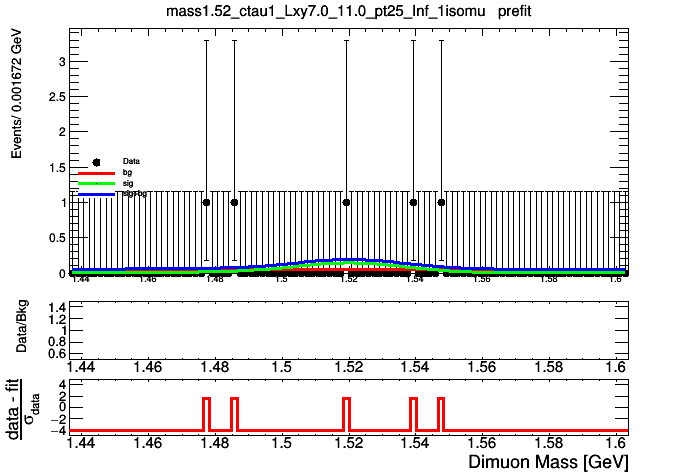 mass1.52_ctau1_Lxy7.0_11.0_pt25_Inf_1isomu prefit
Events/ 0.001672 GeV
3
2.5
2
1.5
1
0.5
0
Data
bg
sig
sig+bg
1.44 1.46 1.48 1.5 1.52 1.54 1.56 1.58 1.6
Data/Bkg
1.4
1.2
1
0.8
0.6
1.44 1.46 1.48 1.5 1.52 1.54 1.56 1.58 1.6
data - fit
σdata
4
2
0
−2
−4
1.44 1.46 1.48 1.5 1.52 1.54 1.56 1.58 1.6
Dimuon Mass [GeV]